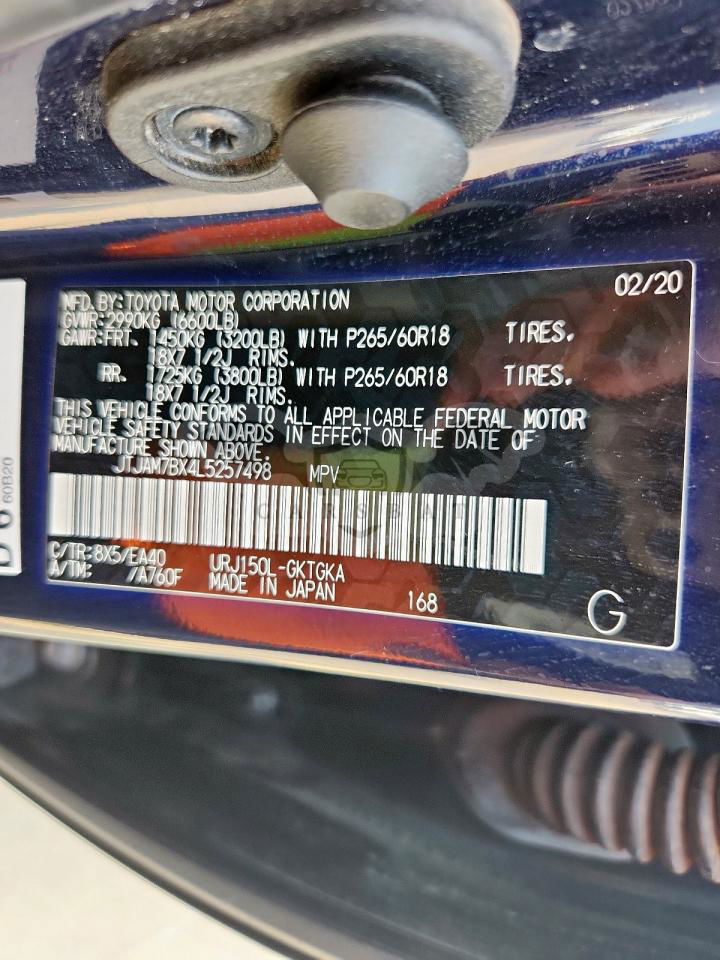 02/20
MFD.BY:TOYOTA MOTOR CORPORATION
GVWR:2990KG (6600LB)
GAWR:FRT. 1450KG (3200LB) WITH P265/60R18 TIRES.
18X7 1/2J RIMS.
RR. 1725KG (3800LB) WITH P265/60R18 TIRES.
18X7 1/2J RIMS.
THIS VEHICLE CONFORMS TO ALL APPLICABLE FEDERAL MOTOR
VEHICLE SAFETY STANDARDS IN EFFECT ON THE DATE OF
MANUFACTURE SHOWN ABOVE.
JTJAM7BX4L5257498 MPV
C/TR:8X5/EA40 URJ150L-GKTGKA
A/TM: /A760F MADE IN JAPAN 168
G
60B20